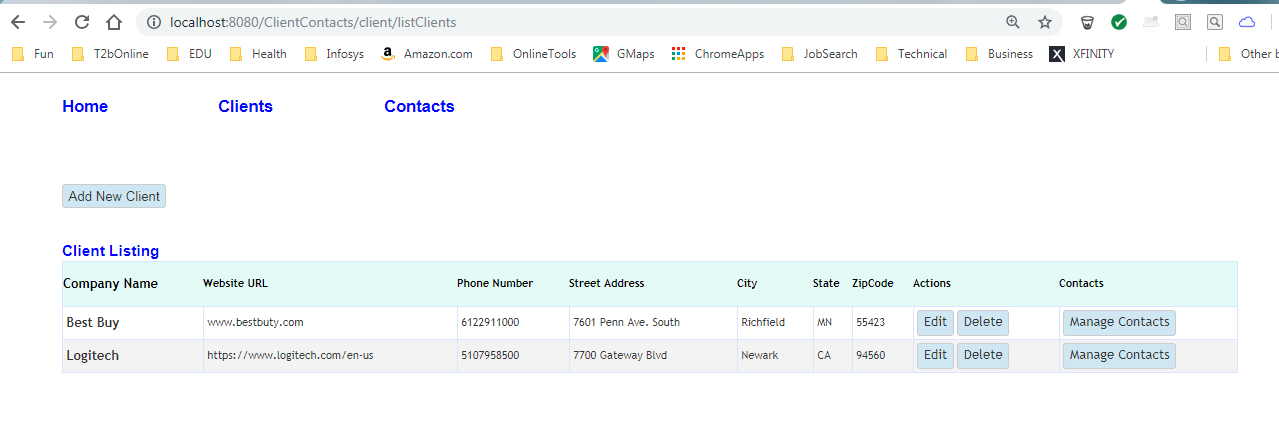 localhost:8080/ClientContacts/client/listClients
Fun T2bOnline EDU Health Infosys Amazon.com OnlineTools GMaps ChromeApps JobSearch Technical Business XFINITY Other b
Home Clients Contacts
Add New Client
Client Listing
Company Name Website URL Phone Number Street Address City State ZipCode Actions Contacts
Best Buy www.bestbuty.com 6122911000 7601 Penn Ave. South Richfield MN 55423 Edit Delete Manage Contacts
Logitech https://www.logitech.com/en-us 5107958500 7700 Gateway Blvd Newark CA 94560 Edit Delete Manage Contacts